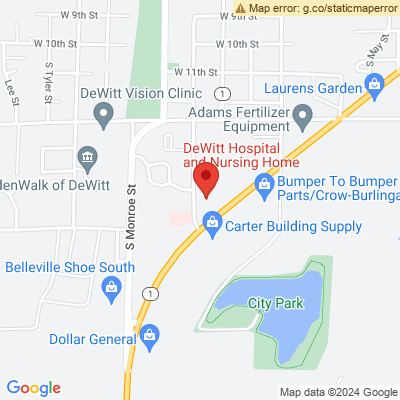 Map error: g.co/staticmaperror
W 9th St
W 9th St
W 10th St
W 10th St
W 11th St
S Tyler St
Lee St
S May St
Laurens Garden
DeWitt Vision Clinic
1
Adams Fertilizer
Equipment
DeWitt Hospital
and Nursing Home
denWalk of DeWitt
Bumper To Bumper
Parts/Crow-Burlinga
S Monroe St
Carter Building Supply
Belleville Shoe South
1
City Park
Dollar General
Google
Map data ©2024 Google